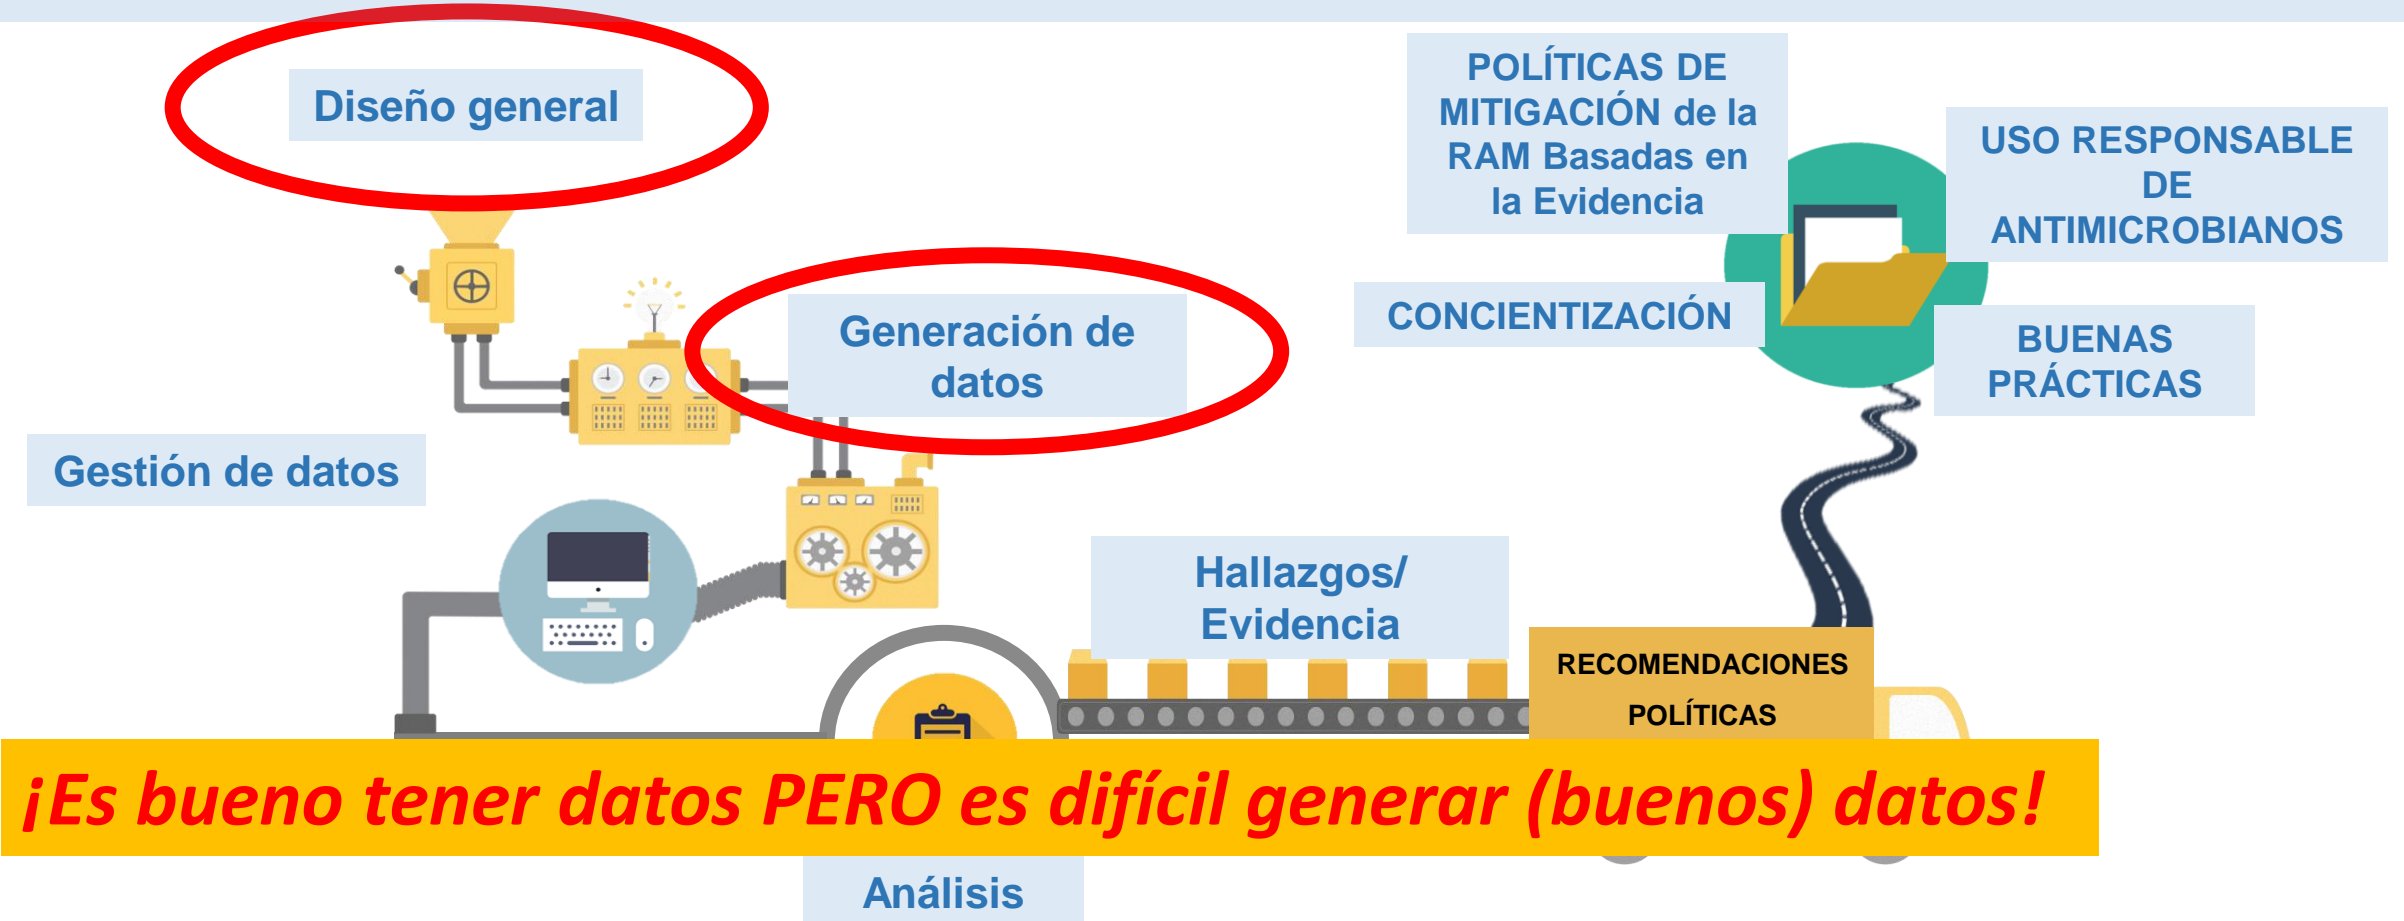 Diseño general
Generación de
datos
Gestión de datos
POLÍTICAS DE
MITIGACIÓN de la
RAM Basadas en
la Evidencia
USO RESPONSABLE
DE
ANTIMICROBIANOS
CONCIENTIZACIÓN
BUENAS
PRÁCTICAS
Hallazgos/
Evidencia
RECOMENDACIONES
POLÍTICAS
¡Es bueno tener datos PERO es difícil generar (buenos) datos!
Análisis